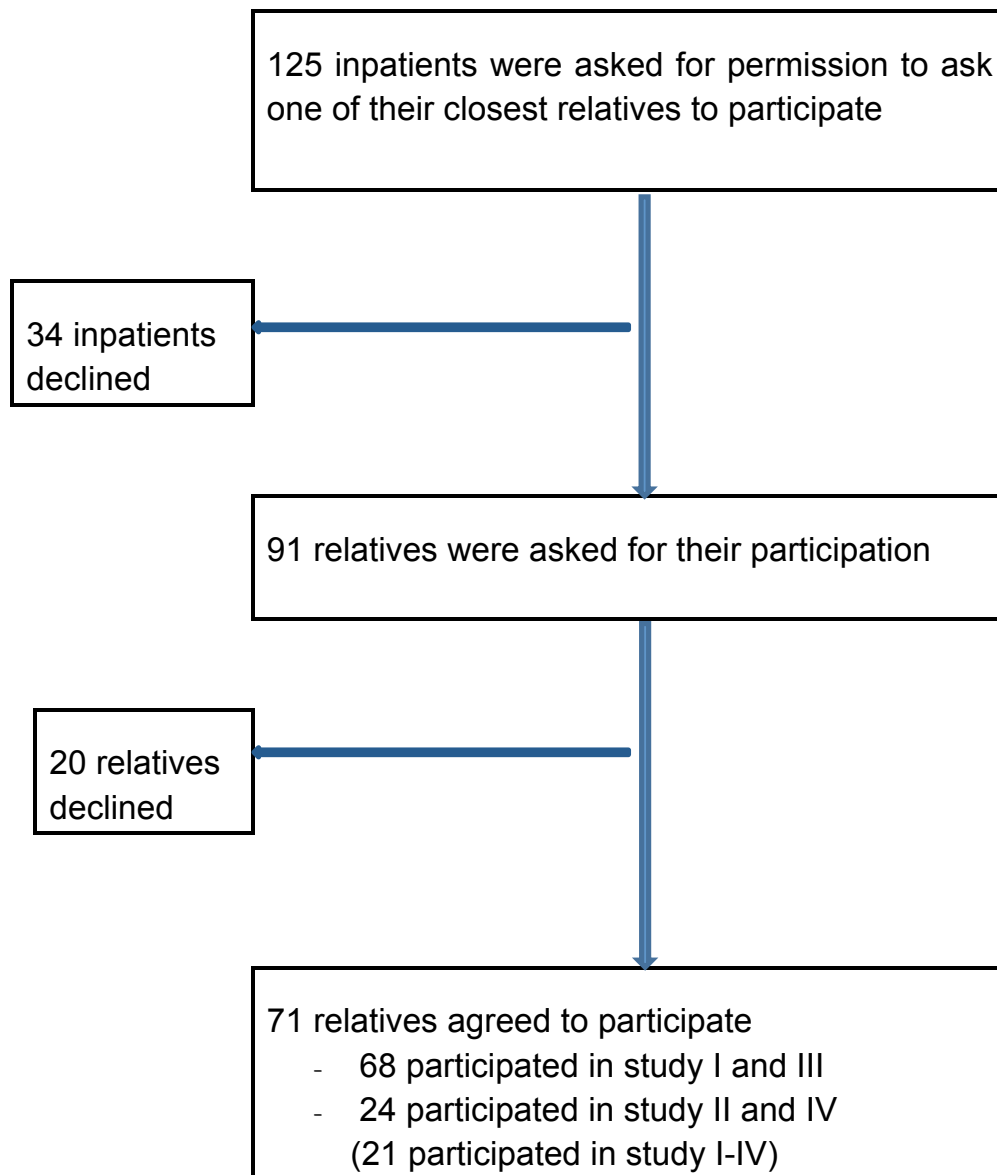 125 inpatients were asked for permission to ask
one of their closest relatives to participate
34 inpatients
declined
91 relatives were asked for their participation
20 relatives
declined
71 relatives agreed to participate
- 68 participated in study I and III
- 24 participated in study II and IV
(21 participated in study I-IV)